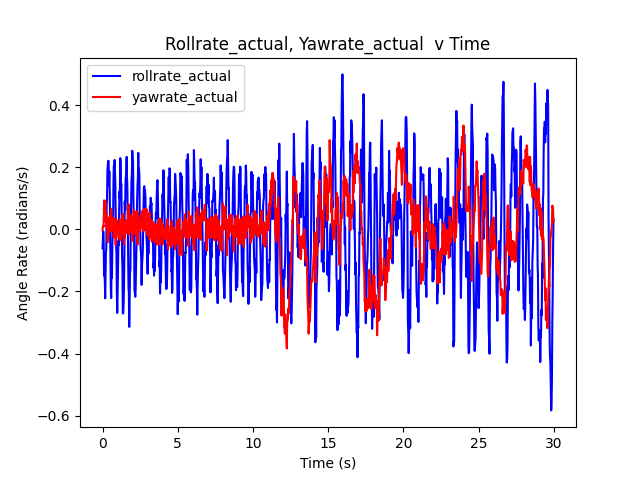 Rollrate_actual, Yawrate_actual  v Time
rollrate_actual
yawrate_actual
Angle Rate (radians/s)
0.4
0.2
0.0
−0.2
−0.4
−0.6
0 5 10 15 20 25 30
Time (s)